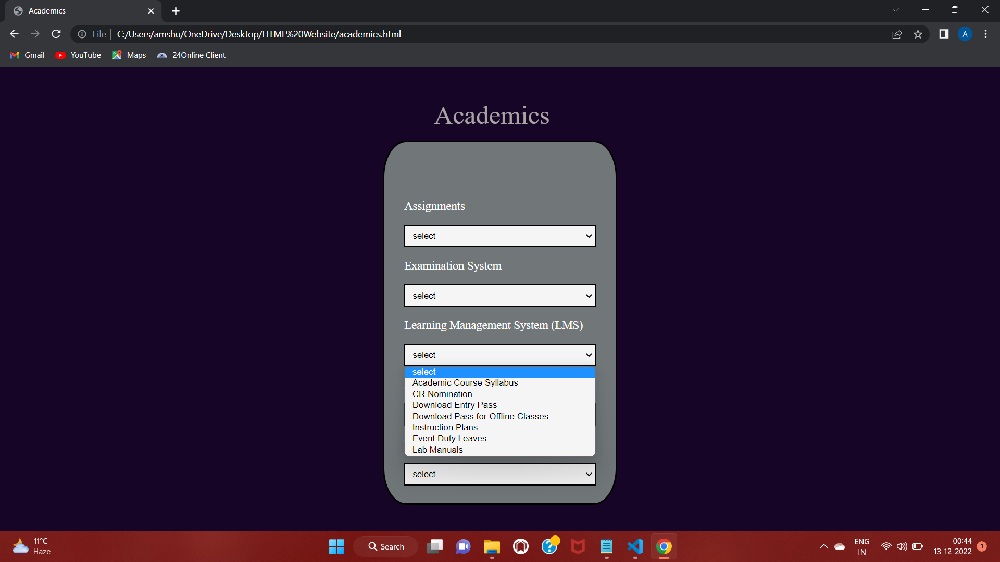 Academics
File
C:/Users/amshu/OneDrive/Desktop/HTML%20Website/academics.html
A
Gmail
YouTube
Maps
24Online Client
Academics
Assignments
select
Examination System
select
Learning Management System (LMS)
select
select
Academic Course Syllabus
CR Nomination
Download Entry Pass
Download Pass for Offline Classes
Instruction Plans
Event Duty Leaves
Lab Manuals
select
11°C
Haze
Search
ENG
IN
00:44
13-12-2022
1